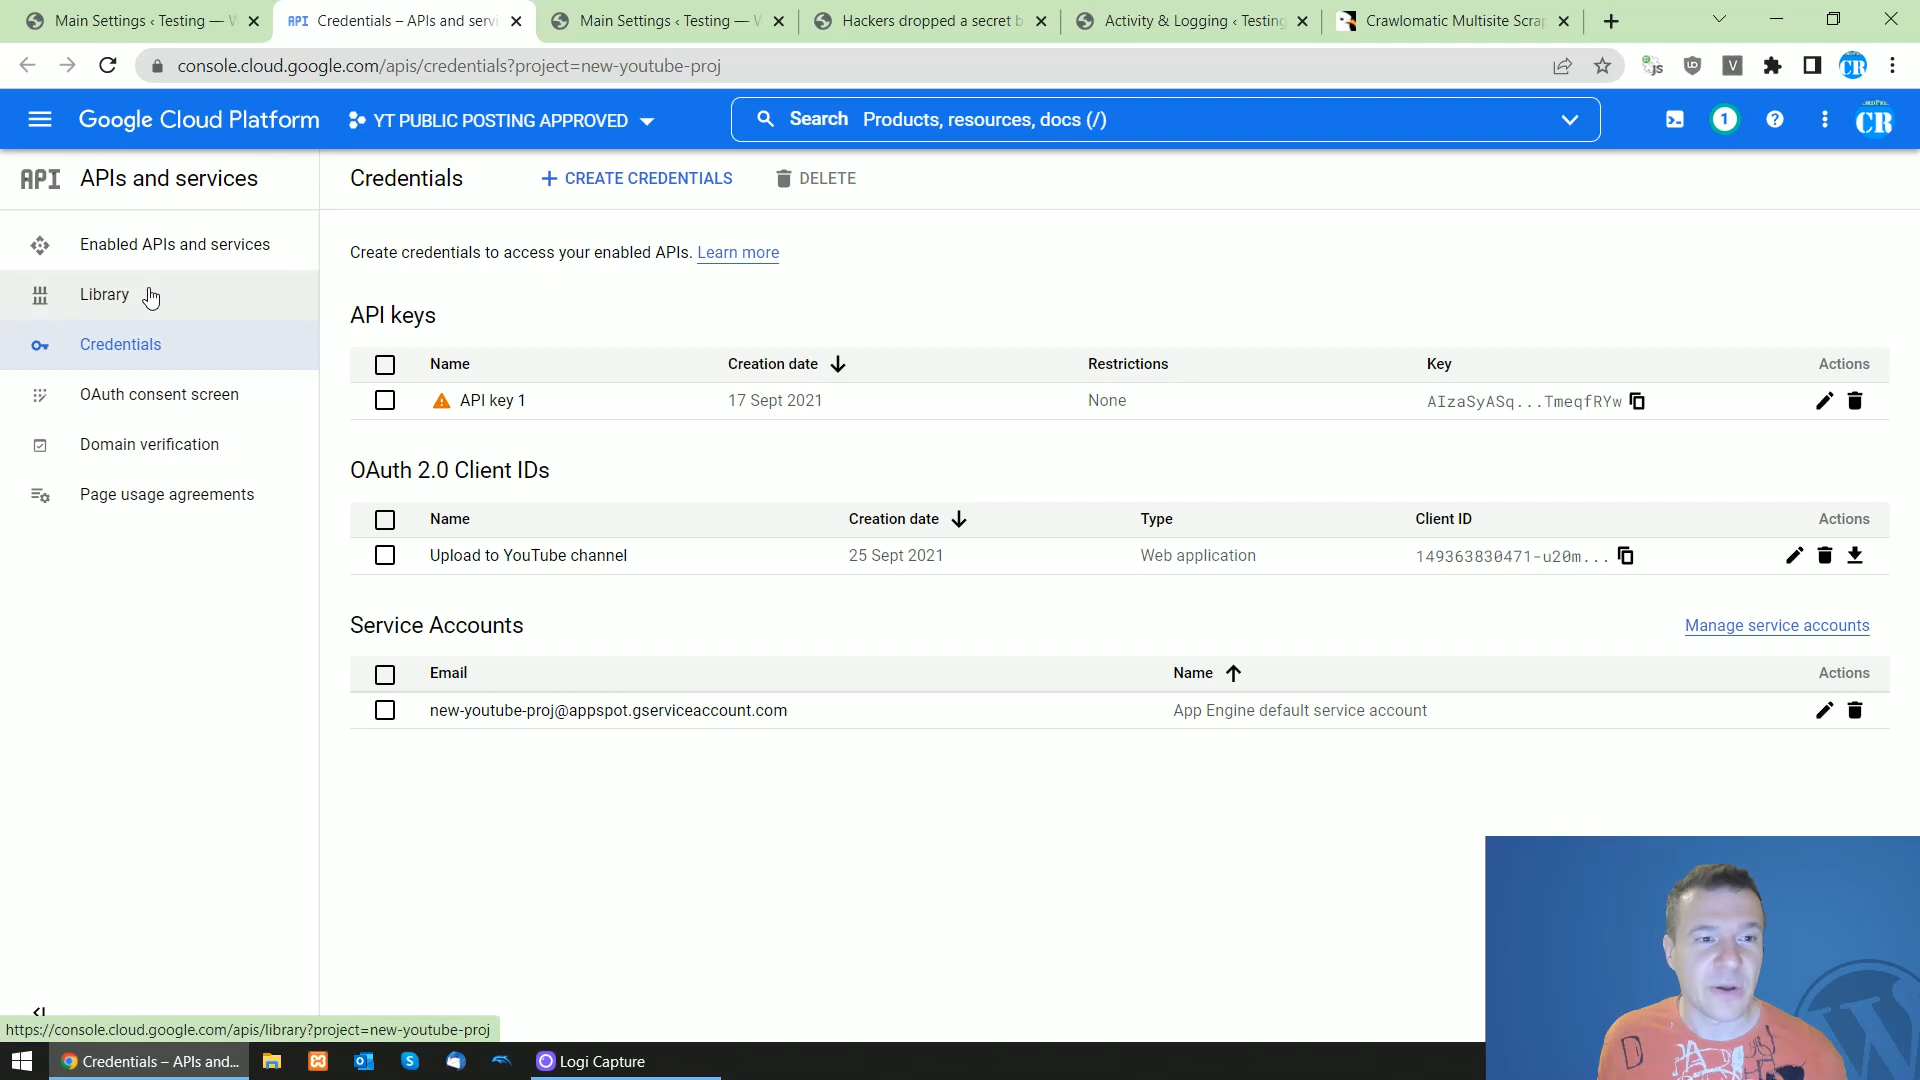 Main Settings ‹ Testing — W
API Credentials – APIs and servi
Main Settings ‹ Testing — W
Hackers dropped a secret b
Activity & Logging ‹ Testing
Crawlomatic Multisite Scrap
console.cloud.google.com/apis/credentials?project=new-youtube-proj
Google Cloud Platform
YT PUBLIC POSTING APPROVED
Search Products, resources, docs (/)
1
CR
API APIs and services
Credentials
CREATE CREDENTIALS
DELETE
Enabled APIs and services
Library
Credentials
OAuth consent screen
Domain verification
Page usage agreements
Create credentials to access your enabled APIs. Learn more
API keys
Name Creation date Restrictions Key Actions
API key 1 17 Sept 2021 None AIzaSyASq...TmeqfRYw
OAuth 2.0 Client IDs
Name Creation date Type Client ID Actions
Upload to YouTube channel 25 Sept 2021 Web application 149363830471-u20m...
Service Accounts
Manage service accounts
Email Name Actions
new-youtube-proj@appspot.gserviceaccount.com App Engine default service account
https://console.cloud.google.com/apis/library?project=new-youtube-proj
Credentials – APIs and...
Logi Capture